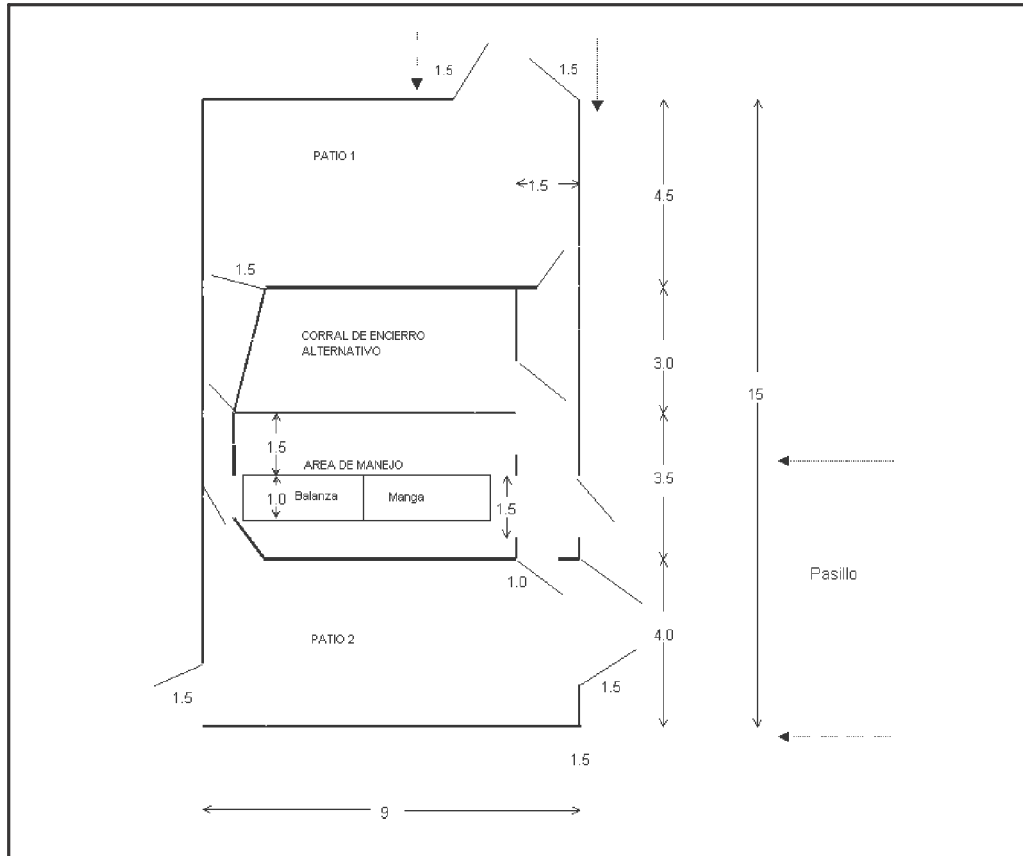 1.5
1.5
PATIO 1
1.5
4.5
1.5
CORRAL DE ENCIERRO
ALTERNATIVO
3.0
15
1.5
AREA DE MANEJO
3.5
1.0
Balanza
Manga
1.5
Pasillo
1.0
PATIO 2
4.0
1.5
1.5
1.5
9